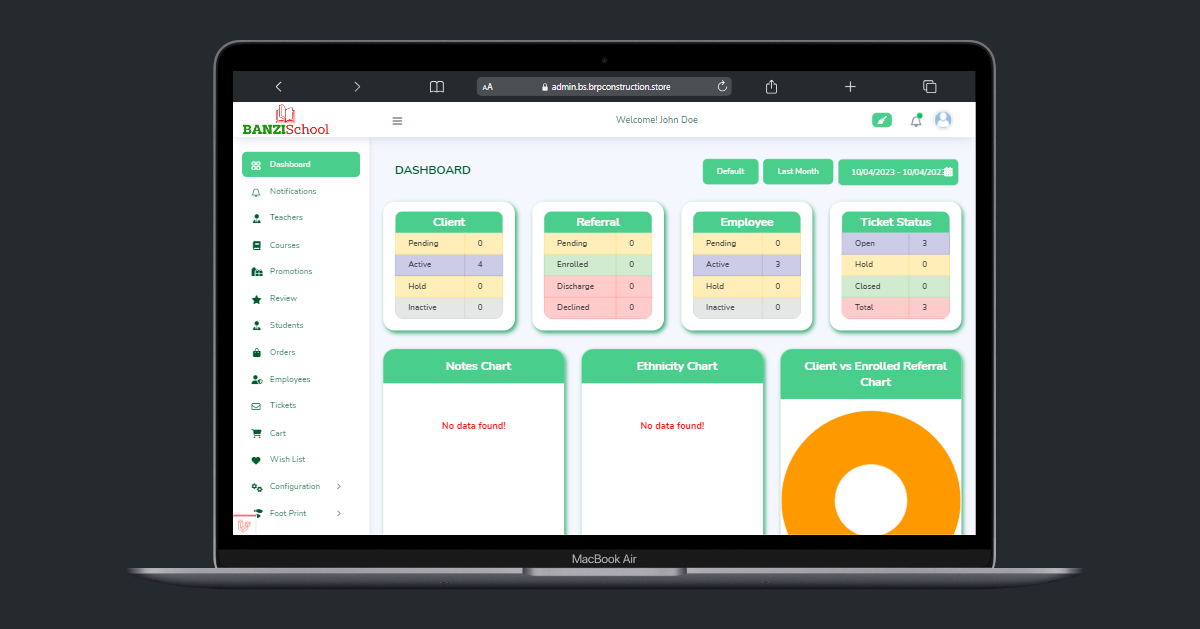 AA admin.bs.brpconstruction.store
BANZISchool
Welcome! John Doe
Dashboard
Notifications
Teachers
Courses
Promotions
Review
Students
Orders
Employees
Tickets
Cart
Wish List
Configuration
Foot Print
DASHBOARD
Default
Last Month
10/04/2023 - 10/04/2023
Client
Pending 0
Active 4
Hold 0
Inactive 0
Referral
Pending 0
Enrolled 0
Discharge 0
Declined 0
Employee
Pending 0
Active 3
Hold 0
Inactive 0
Ticket Status
Open 3
Hold 0
Closed 0
Total 3
Notes Chart
No data found!
Ethnicity Chart
No data found!
Client vs Enrolled Referral
Chart
MacBook Air